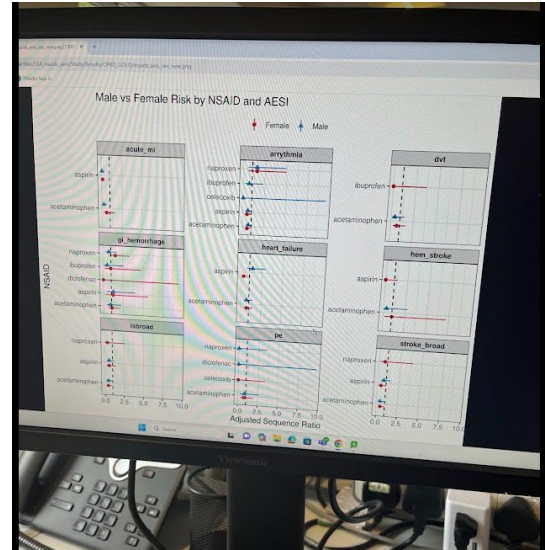 Male vs Female Risk by NSAID and AESI
Female Male
acute_mi
aspirin
acetaminophen
arrythmia
naproxen
ibuprofen
celecoxib
aspirin
acetaminophen
dvt
ibuprofen
acetaminophen
gi_hemorrhage
naproxen
ibuprofen
diclofenac
aspirin
acetaminophen
heart_failure
aspirin
acetaminophen
hem_stroke
aspirin
acetaminophen
isbroad
naproxen
aspirin
acetaminophen
0.0 2.5 5.0 7.5 10.0
pe
naproxen
diclofenac
celecoxib
acetaminophen
0.0 2.5 5.0 7.5 10.0
stroke_broad
naproxen
aspirin
acetaminophen
0.0 2.5 5.0 7.5 10.0
NSAID
Adjusted Sequence Ratio
Search
ViewSonic